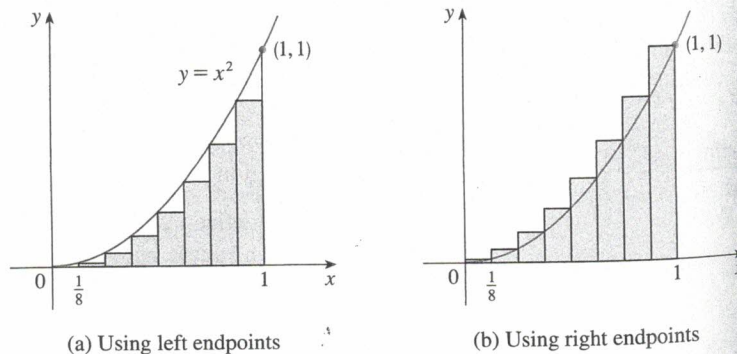 y
(1, 1)
y = x²
0
1/8
1
x
(a) Using left endpoints
y
(1, 1)
0
1/8
1
(b) Using right endpoints